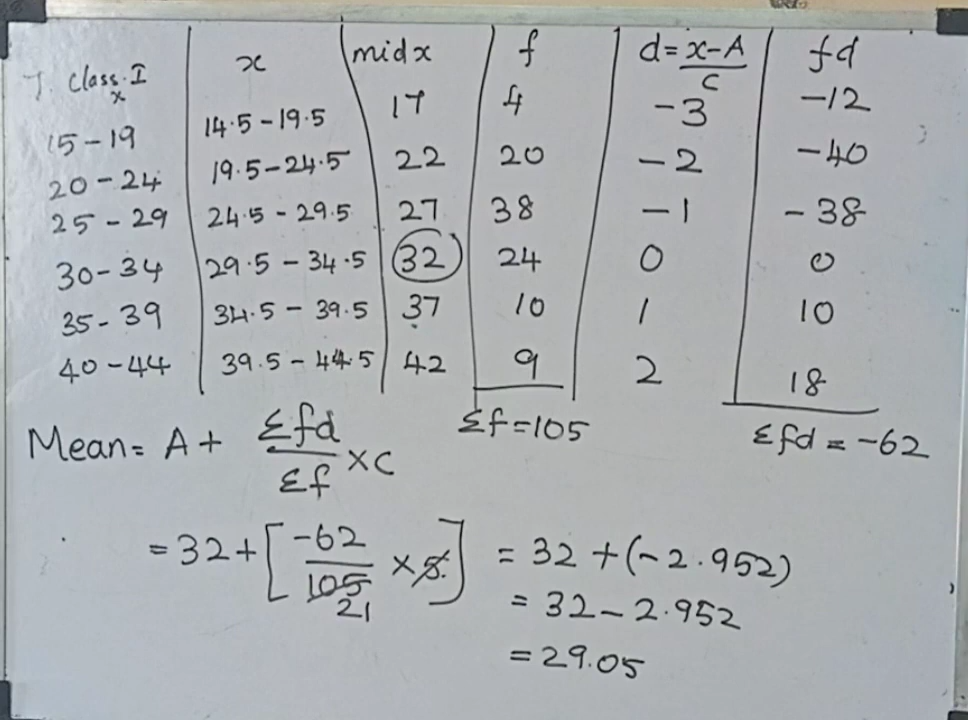 Class.I x | x | mid x | f | d = x-A/C | fd
15-19 | 14.5-19.5 | 17 | 4 | -3 | -12
20-24 | 19.5-24.5 | 22 | 20 | -2 | -40
25-29 | 24.5-29.5 | 27 | 38 | -1 | -38
30-34 | 29.5-34.5 | 32 | 24 | 0 | 0
35-39 | 34.5-39.5 | 37 | 10 | 1 | 10
40-44 | 39.5-44.5 | 42 | 9 | 2 | 18
Σf=105 Σfd = -62
Mean = A + Σfd/Σf × C
= 32 + [-62/105 × 5] = 32 + (-2.952)
21
= 32 - 2.952
= 29.05